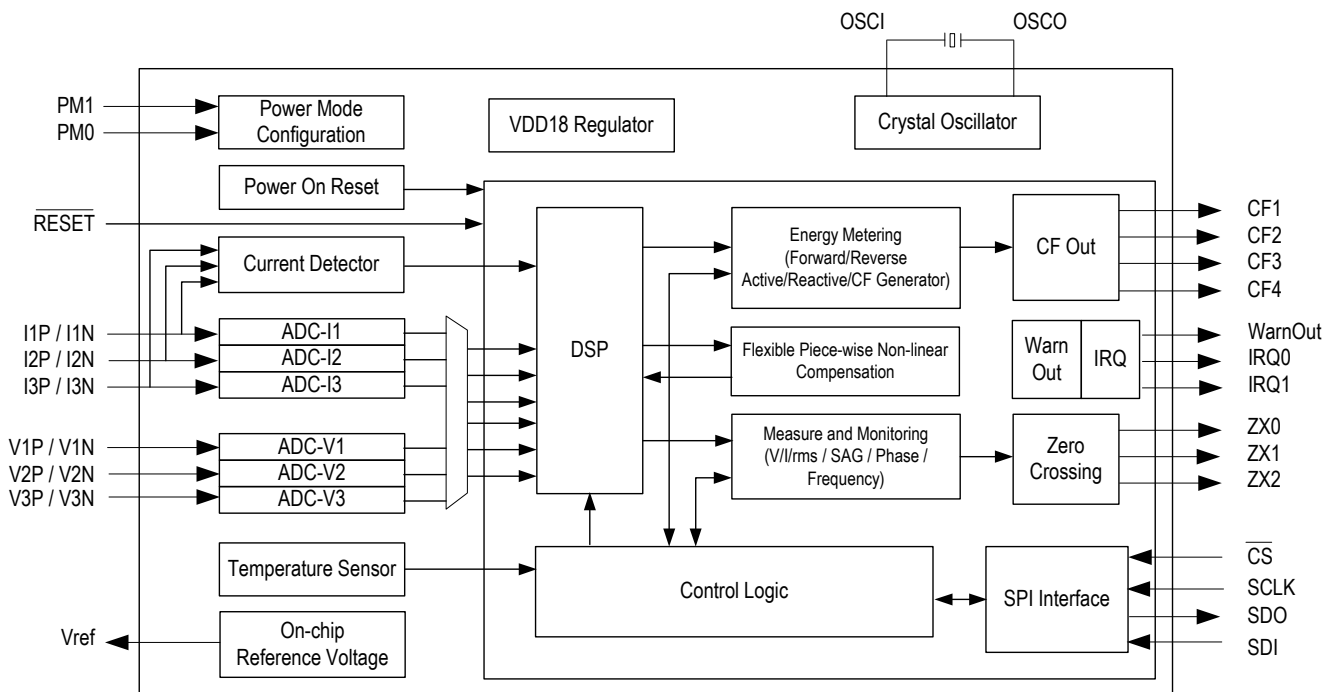 OSCI
OSCO
PM1
PM0
Power Mode
Configuration
VDD18 Regulator
Crystal Oscillator
Power On Reset
RESET
Current Detector
I1P / I1N
I2P / I2N
I3P / I3N
ADC-I1
ADC-I2
ADC-I3
V1P / V1N
V2P / V2N
V3P / V3N
ADC-V1
ADC-V2
ADC-V3
Temperature Sensor
Vref
On-chip
Reference Voltage
DSP
Energy Metering
(Forward/Reverse
Active/Reactive/CF Generator)
Flexible Piece-wise Non-linear
Compensation
Measure and Monitoring
(V/I/rms / SAG / Phase /
Frequency)
Control Logic
CF Out
CF1
CF2
CF3
CF4
Warn
Out
IRQ
WarnOut
IRQ0
IRQ1
Zero
Crossing
ZX0
ZX1
ZX2
SPI Interface
CS
SCLK
SDO
SDI